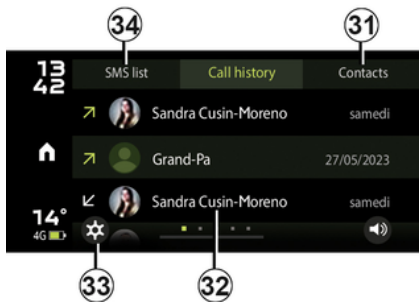 34
31
13
42
SMS list
Call history
Contacts
Sandra Cusin-Moreno
samedi
Grand-Pa
27/05/2023
Sandra Cusin-Moreno
samedi
14°
4G
33
32